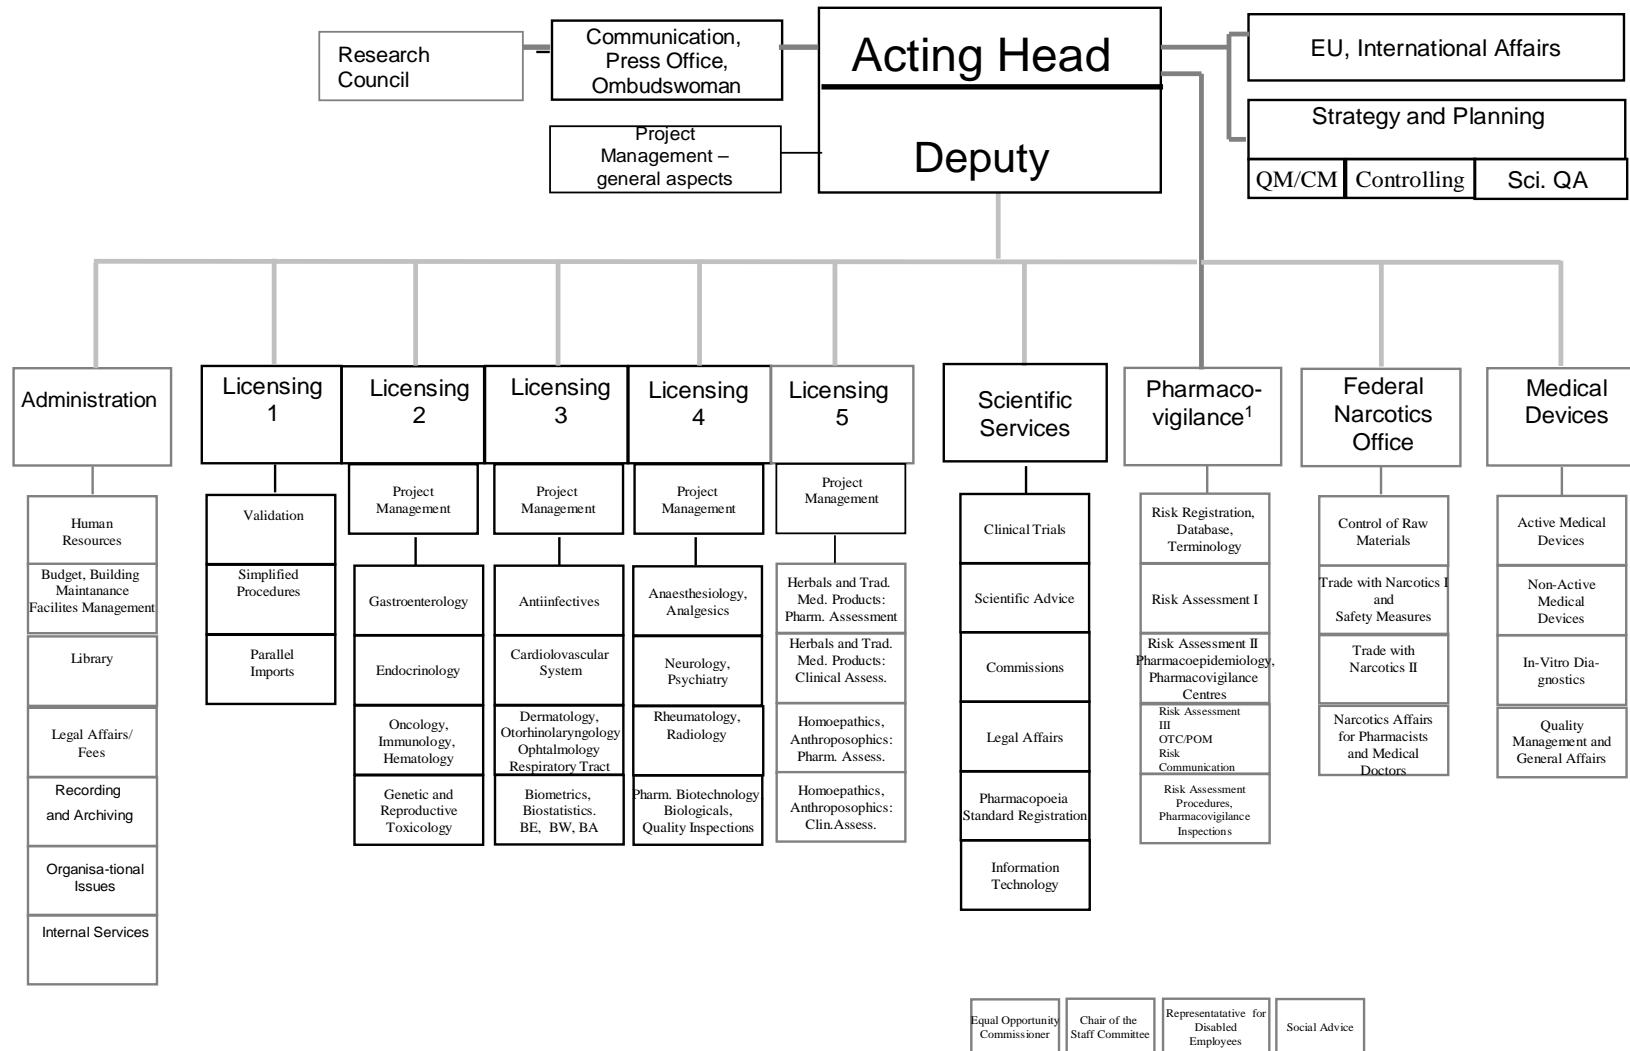 Research
Council
Communication,
Press Office,
Ombudswoman
Project
Management –
general aspects
Acting Head
Deputy
EU, International Affairs
Strategy and Planning
QM/CM
Controlling
Sci. QA
Administration
Human
Resources
Budget, Building
Maintanance
Facilites Management
Library
Legal Affairs/
Fees
Recording
and Archiving
Organisa-tional
Issues
Internal Services
Licensing
1
Validation
Simplified
Procedures
Parallel
Imports
Licensing
2
Project
Management
Gastroenterology
Endocrinology
Oncology,
Immunology,
Hematology
Genetic and
Reproductive
Toxicology
Licensing
3
Project
Management
Antiinfectives
Cardiolovascular
System
Dermatology,
Otorhinolaryngology
Ophtalmology
Respiratory Tract
Biometrics,
Biostatistics.
BE, BW, BA
Licensing
4
Project
Management
Anaesthesiology,
Analgesics
Neurology,
Psychiatry
Rheumatology,
Radiology
Pharm. Biotechnology
Biologicals,
Quality Inspections
Licensing
5
Project
Management
Herbals and Trad.
Med. Products:
Pharm. Assessment
Herbals and Trad.
Med. Products:
Clinical Assess.
Homoepathics,
Anthroposophics:
Pharm. Assess.
Homoepathics,
Anthroposophics:
Clin.Assess.
Scientific
Services
Clinical Trials
Scientific Advice
Commissions
Legal Affairs
Pharmacopoeia
Standard Registration
Information
Technology
Pharmaco-
vigilance¹
Risk Registration,
Database,
Terminology
Risk Assessment I
Risk Assessment II
Pharmacoepidemiology,
Pharmacovigilance
Centres
Risk Assessment
III
OTC/POM
Risk
Communication
Risk Assessment
Procedures,
Pharmacovigilance
Inspections
Federal
Narcotics
Office
Control of Raw
Materials
Trade with Narcotics I
and
Safety Measures
Trade with
Narcotics II
Narcotics Affairs
for Pharmacists
and Medical
Doctors
Medical
Devices
Active Medical
Devices
Non-Active
Medical
Devices
In-Vitro Dia-
gnostics
Quality
Management and
General Affairs
Equal Opportunity
Commissioner
Chair of the
Staff Committee
Representatative for
Disabled
Employees
Social Advice